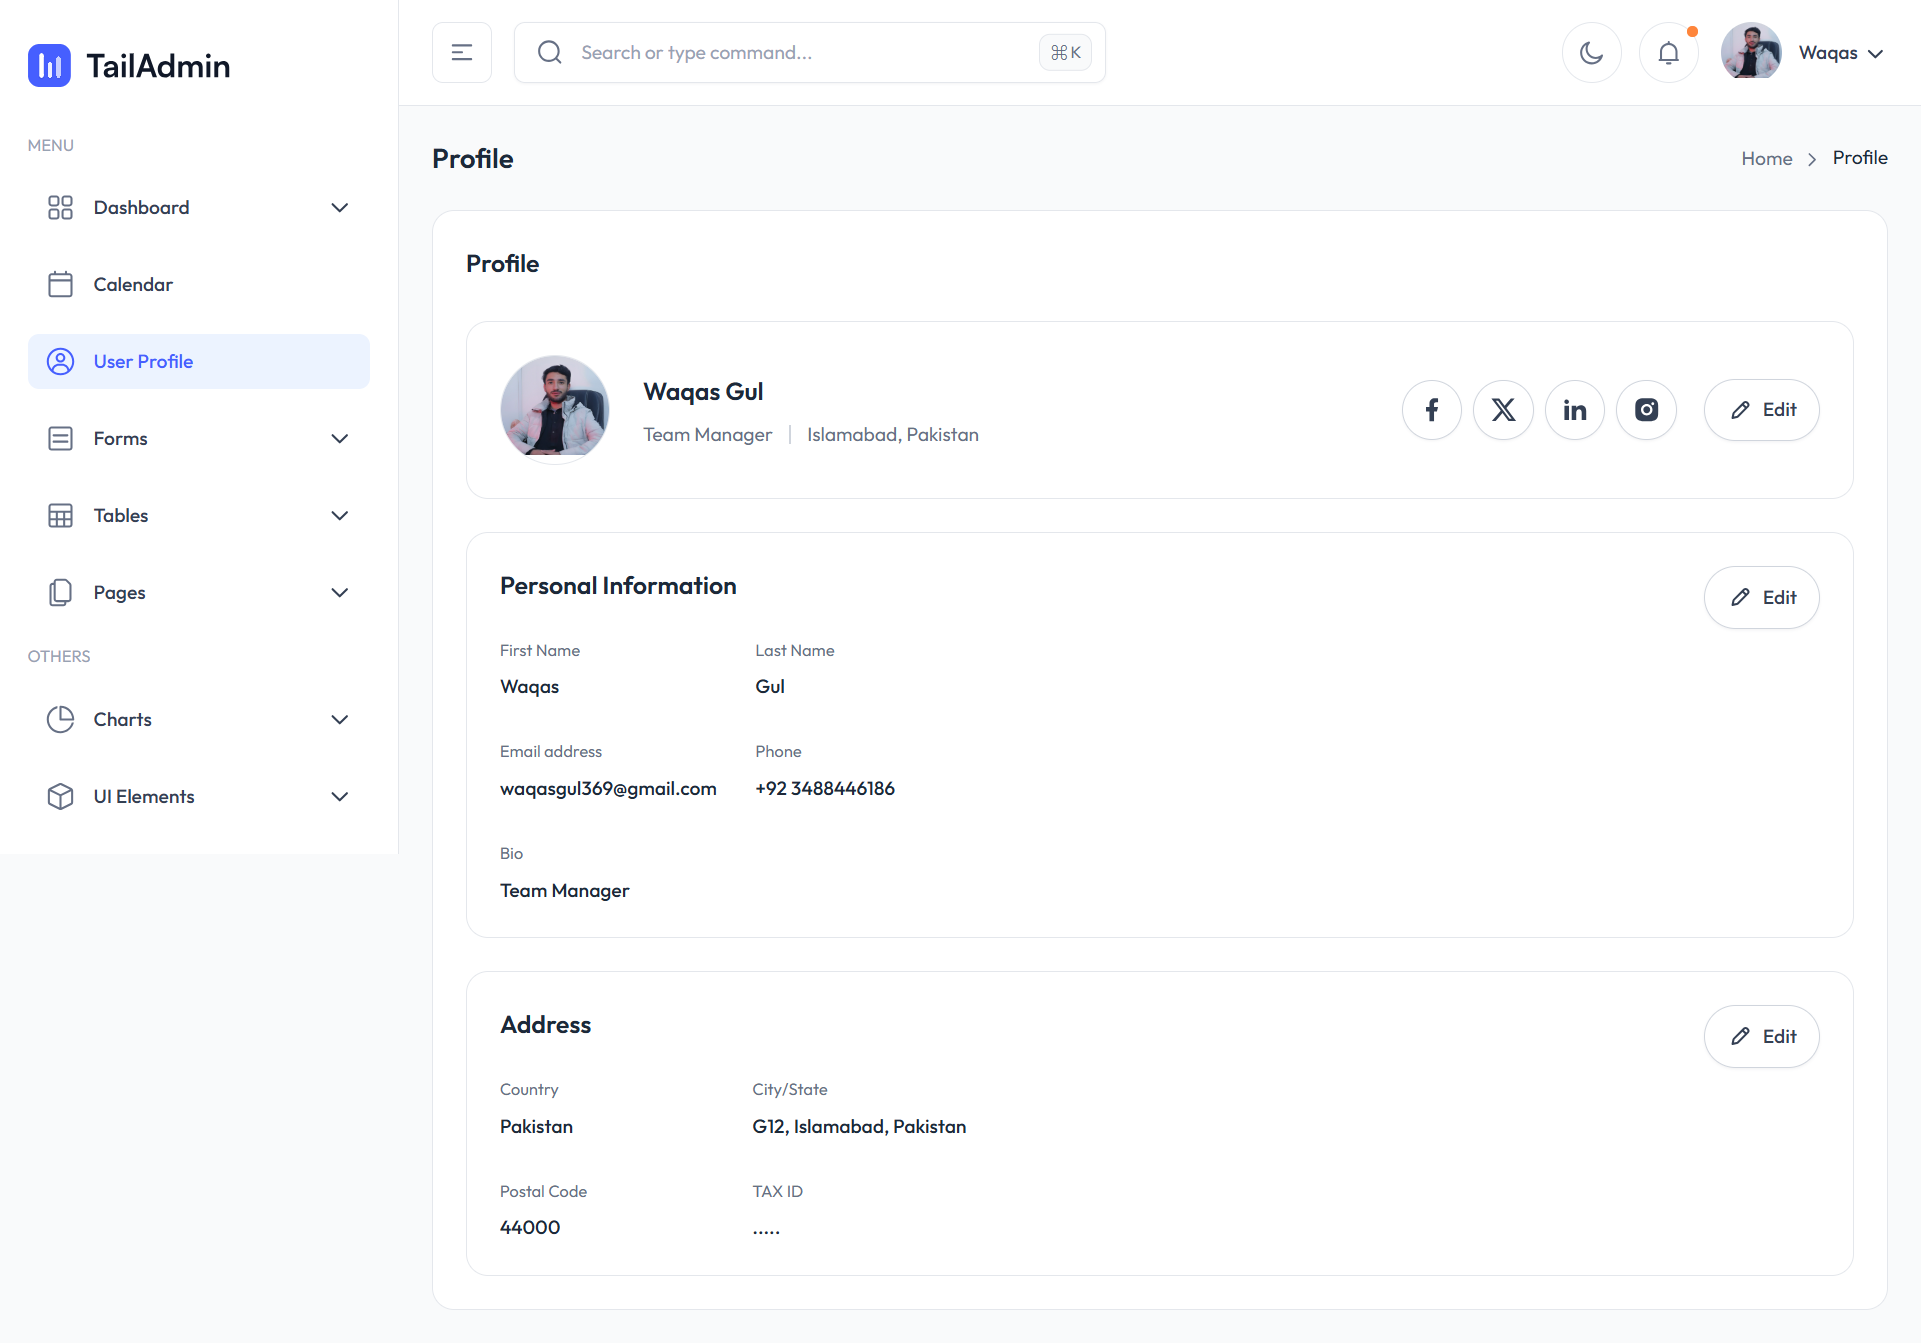 TailAdmin
MENU
Dashboard
Calendar
User Profile
Forms
Tables
Pages
OTHERS
Charts
UI Elements
Search or type command...
⌘K
Waqas
Profile
Home > Profile
Profile
Waqas Gul
Team Manager | Islamabad, Pakistan
f X in
Edit
Personal Information
Edit
First Name Last Name
Waqas Gul
Email address Phone
waqasgul369@gmail.com +92 3488446186
Bio
Team Manager
Address
Edit
Country City/State
Pakistan G12, Islamabad, Pakistan
Postal Code TAX ID
44000 .....